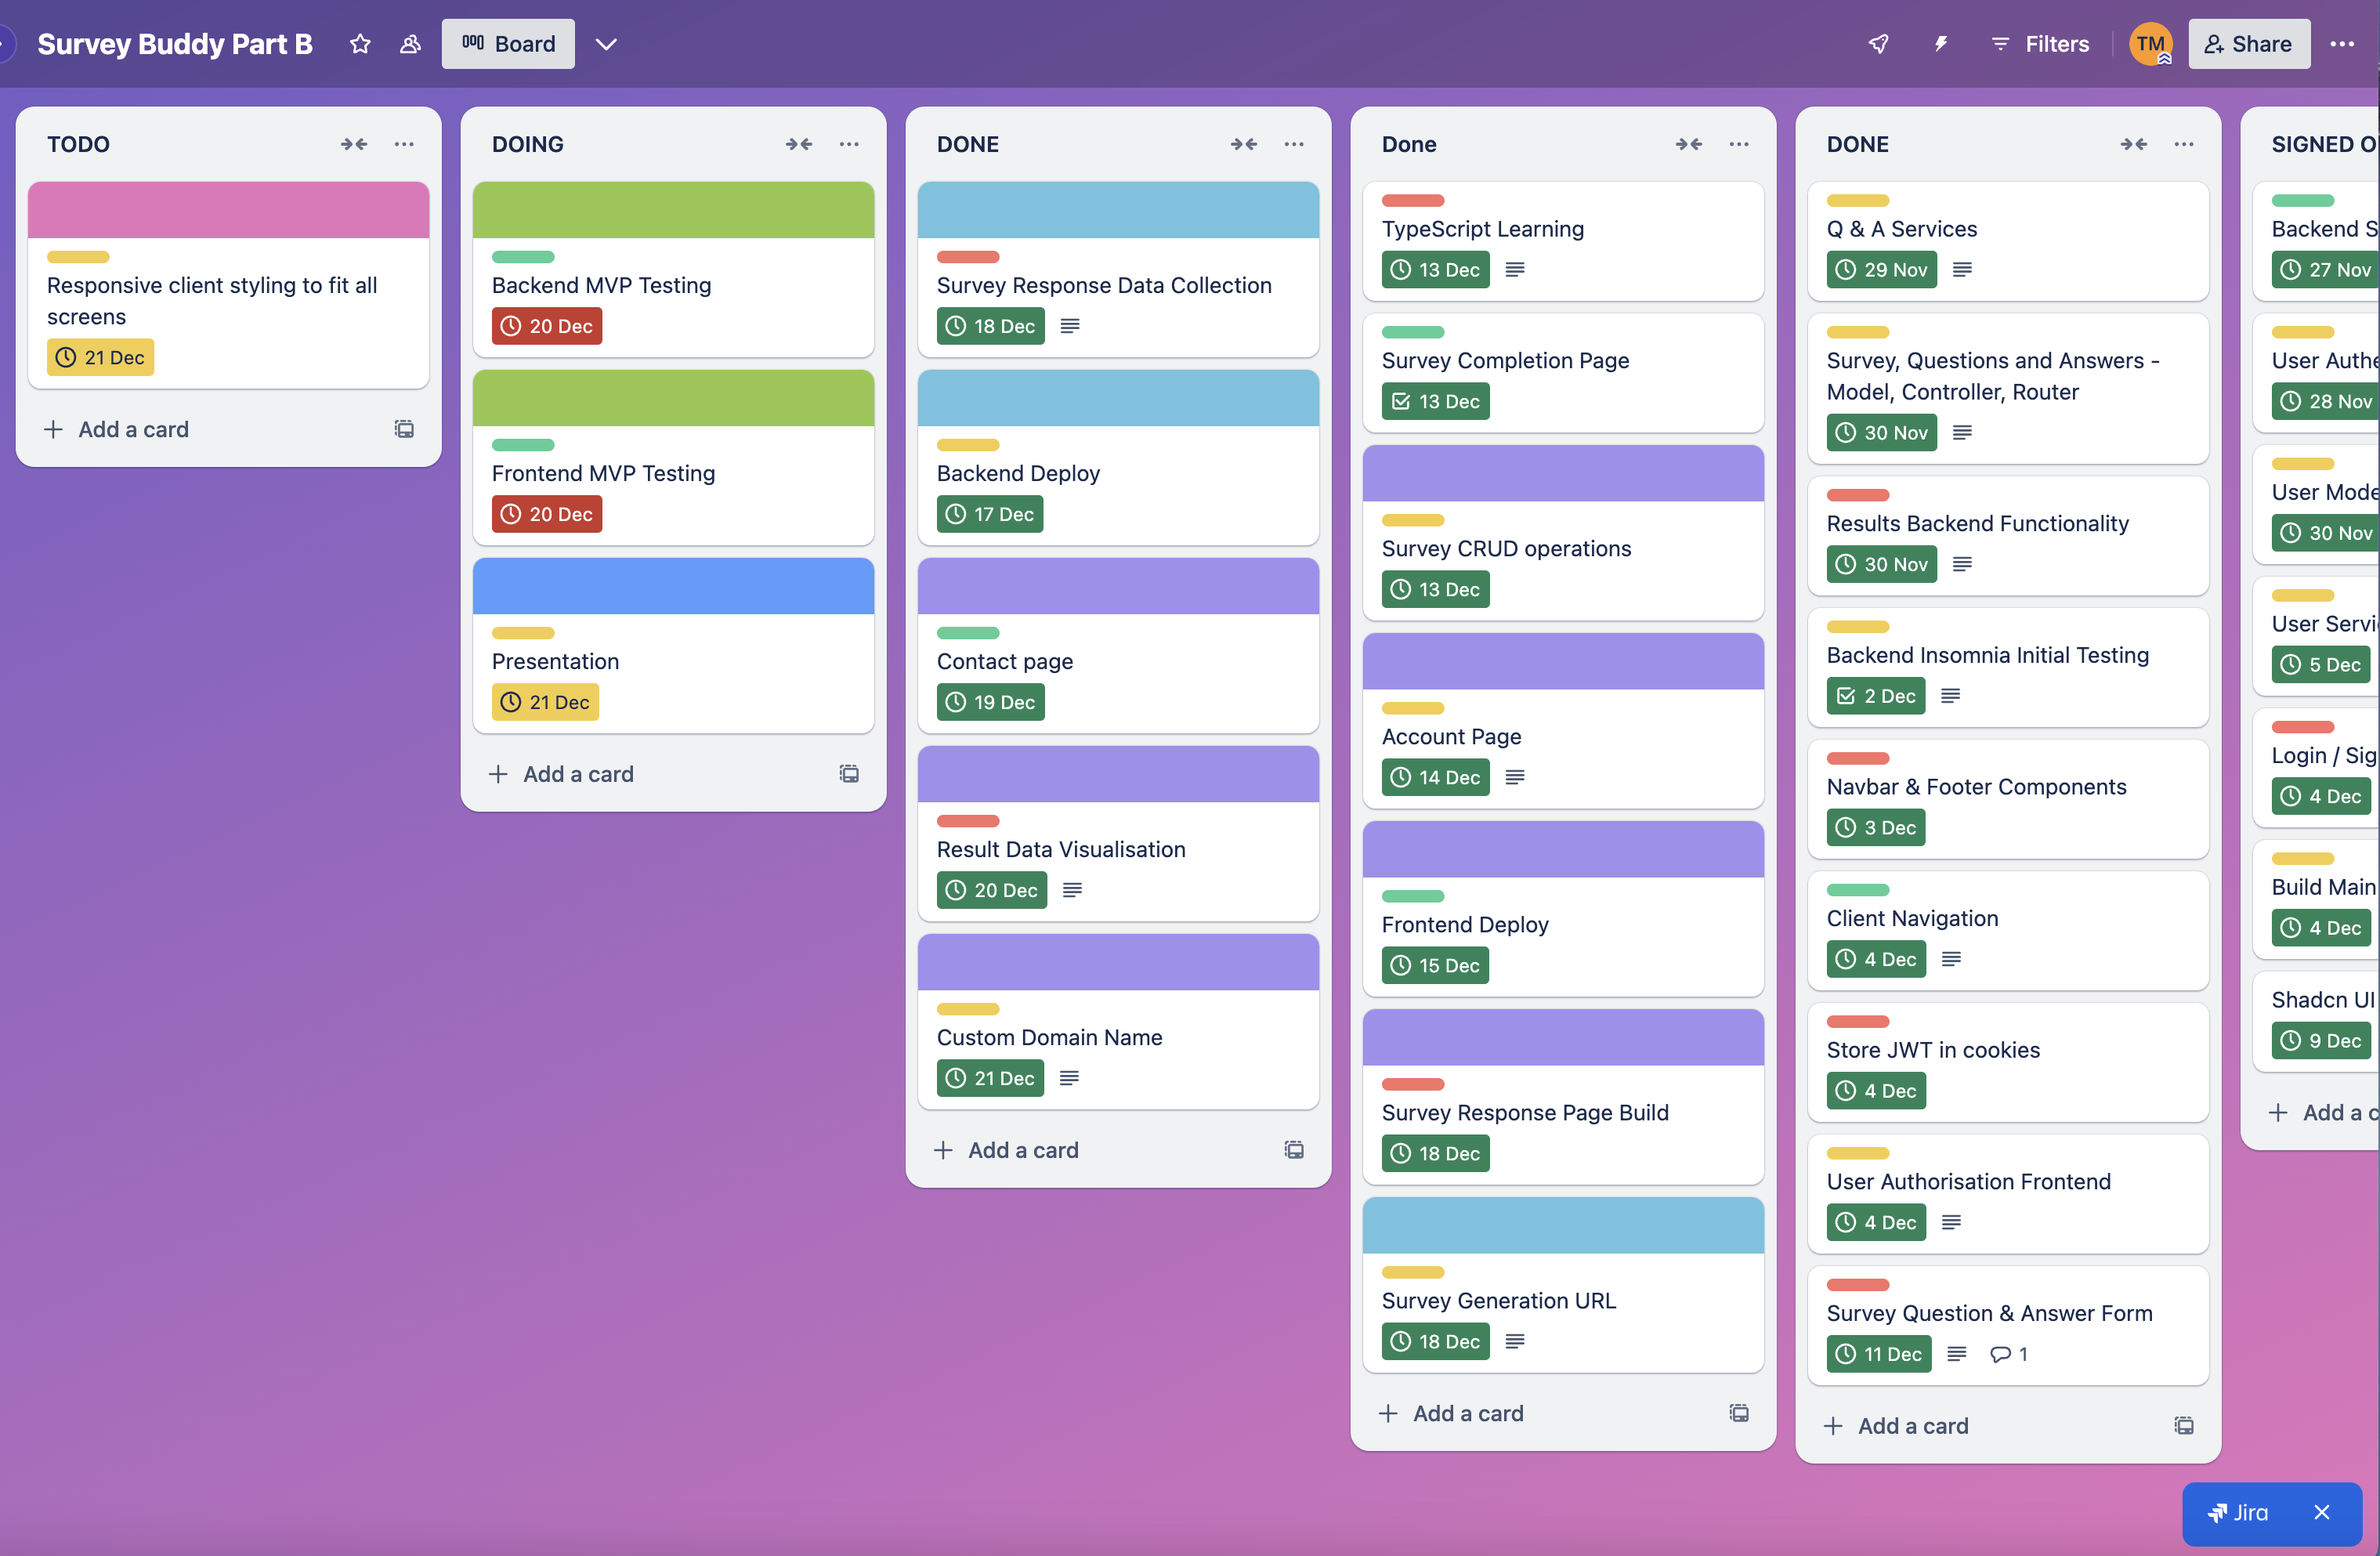 Survey Buddy Part B
Board
Filters
TM
Share
TODO
Responsive client styling to fit all
screens
21 Dec
Add a card
DOING
Backend MVP Testing
20 Dec
Frontend MVP Testing
20 Dec
Presentation
21 Dec
Add a card
DONE
Survey Response Data Collection
18 Dec
Backend Deploy
17 Dec
Contact page
19 Dec
Result Data Visualisation
20 Dec
Custom Domain Name
21 Dec
Add a card
Done
TypeScript Learning
13 Dec
Survey Completion Page
13 Dec
Survey CRUD operations
13 Dec
Account Page
14 Dec
Frontend Deploy
15 Dec
Survey Response Page Build
18 Dec
Survey Generation URL
18 Dec
Add a card
DONE
Q & A Services
29 Nov
Survey, Questions and Answers -
Model, Controller, Router
30 Nov
Results Backend Functionality
30 Nov
Backend Insomnia Initial Testing
2 Dec
Navbar & Footer Components
3 Dec
Client Navigation
4 Dec
Store JWT in cookies
4 Dec
User Authorisation Frontend
4 Dec
Survey Question & Answer Form
11 Dec
1
Add a card
SIGNED
Backend
27 Nov
User
28 Nov
User
30 Nov
User
5 Dec
Login /
4 Dec
Build Main
4 Dec
Shadcn UI
9 Dec
Add a
Jira